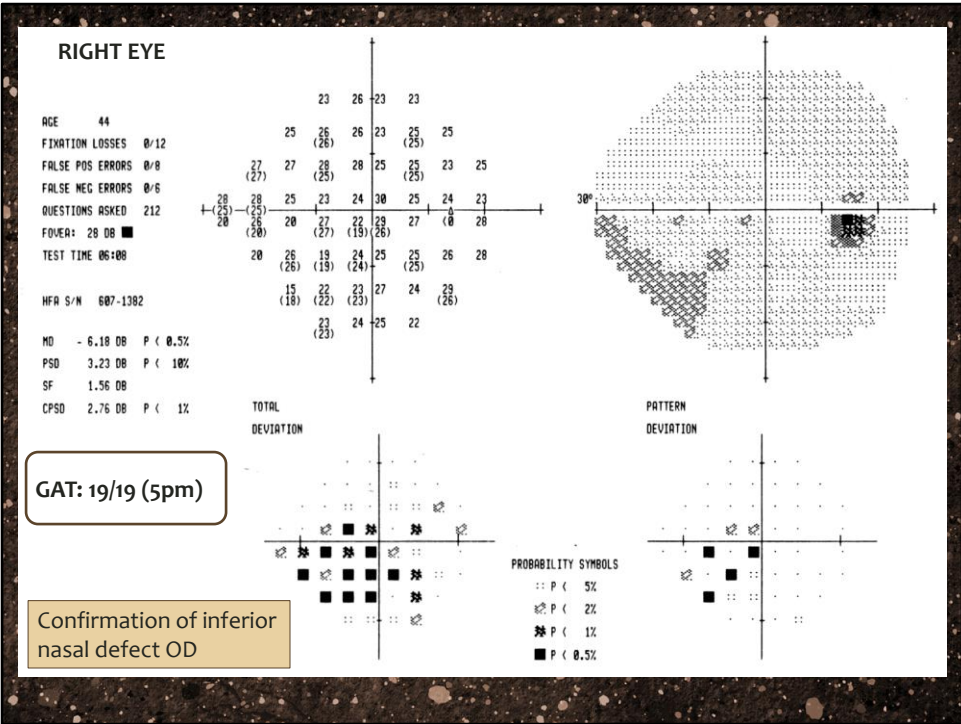 RIGHT EYE
AGE 44
FIXATION LOSSES 0/12
FALSE POS ERRORS 0/8
FALSE NEG ERRORS 0/6
QUESTIONS ASKED 212
FOVEA: 28 DB ■
TEST TIME 06:08
HFA S/N 607-1382
MD - 6.18 DB P < 0.5%
PSD 3.23 DB P < 10%
SF 1.56 DB
CPSD 2.76 DB P < 1%
23 26 23 23
25 26 26 23 25 25
(26) (25)
27 27 28 28 25 25 23 25
(27) (25) (25)
28 28 25 23 24 30 25 24 23
(25) (25)
20 26 20 27 22 29 27 (0 28
(20) (27) (19) (26)
20 26 19 24 25 25 26 28
(26) (19) (24) (25)
15 22 23 27 24 29
(18) (22) (23) (26)
23 24 25 22
(23)
30°
TOTAL
DEVIATION
PATTERN
DEVIATION
GAT: 19/19 (5pm)
PROBABILITY SYMBOLS
P < 5%
P < 2%
P < 1%
P < 0.5%
Confirmation of inferior
nasal defect OD